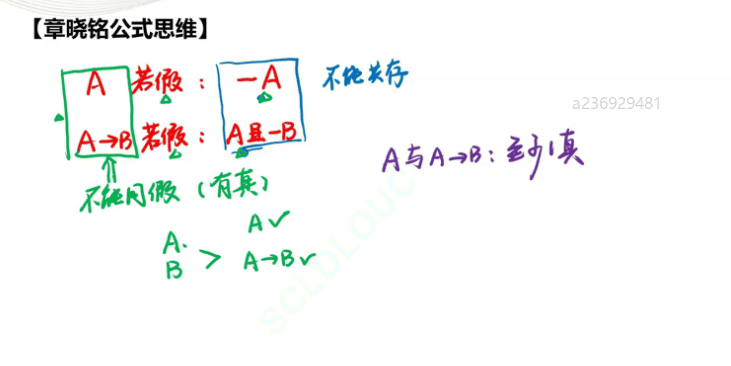 【章晓铭公式思维】
A 若假： －A 不能共存
a236929481
A→B 若假： A且－B
A与A→B：至少1真
不能同假（有真）
A. A✓
B > A→B✓
SCLDLOUC